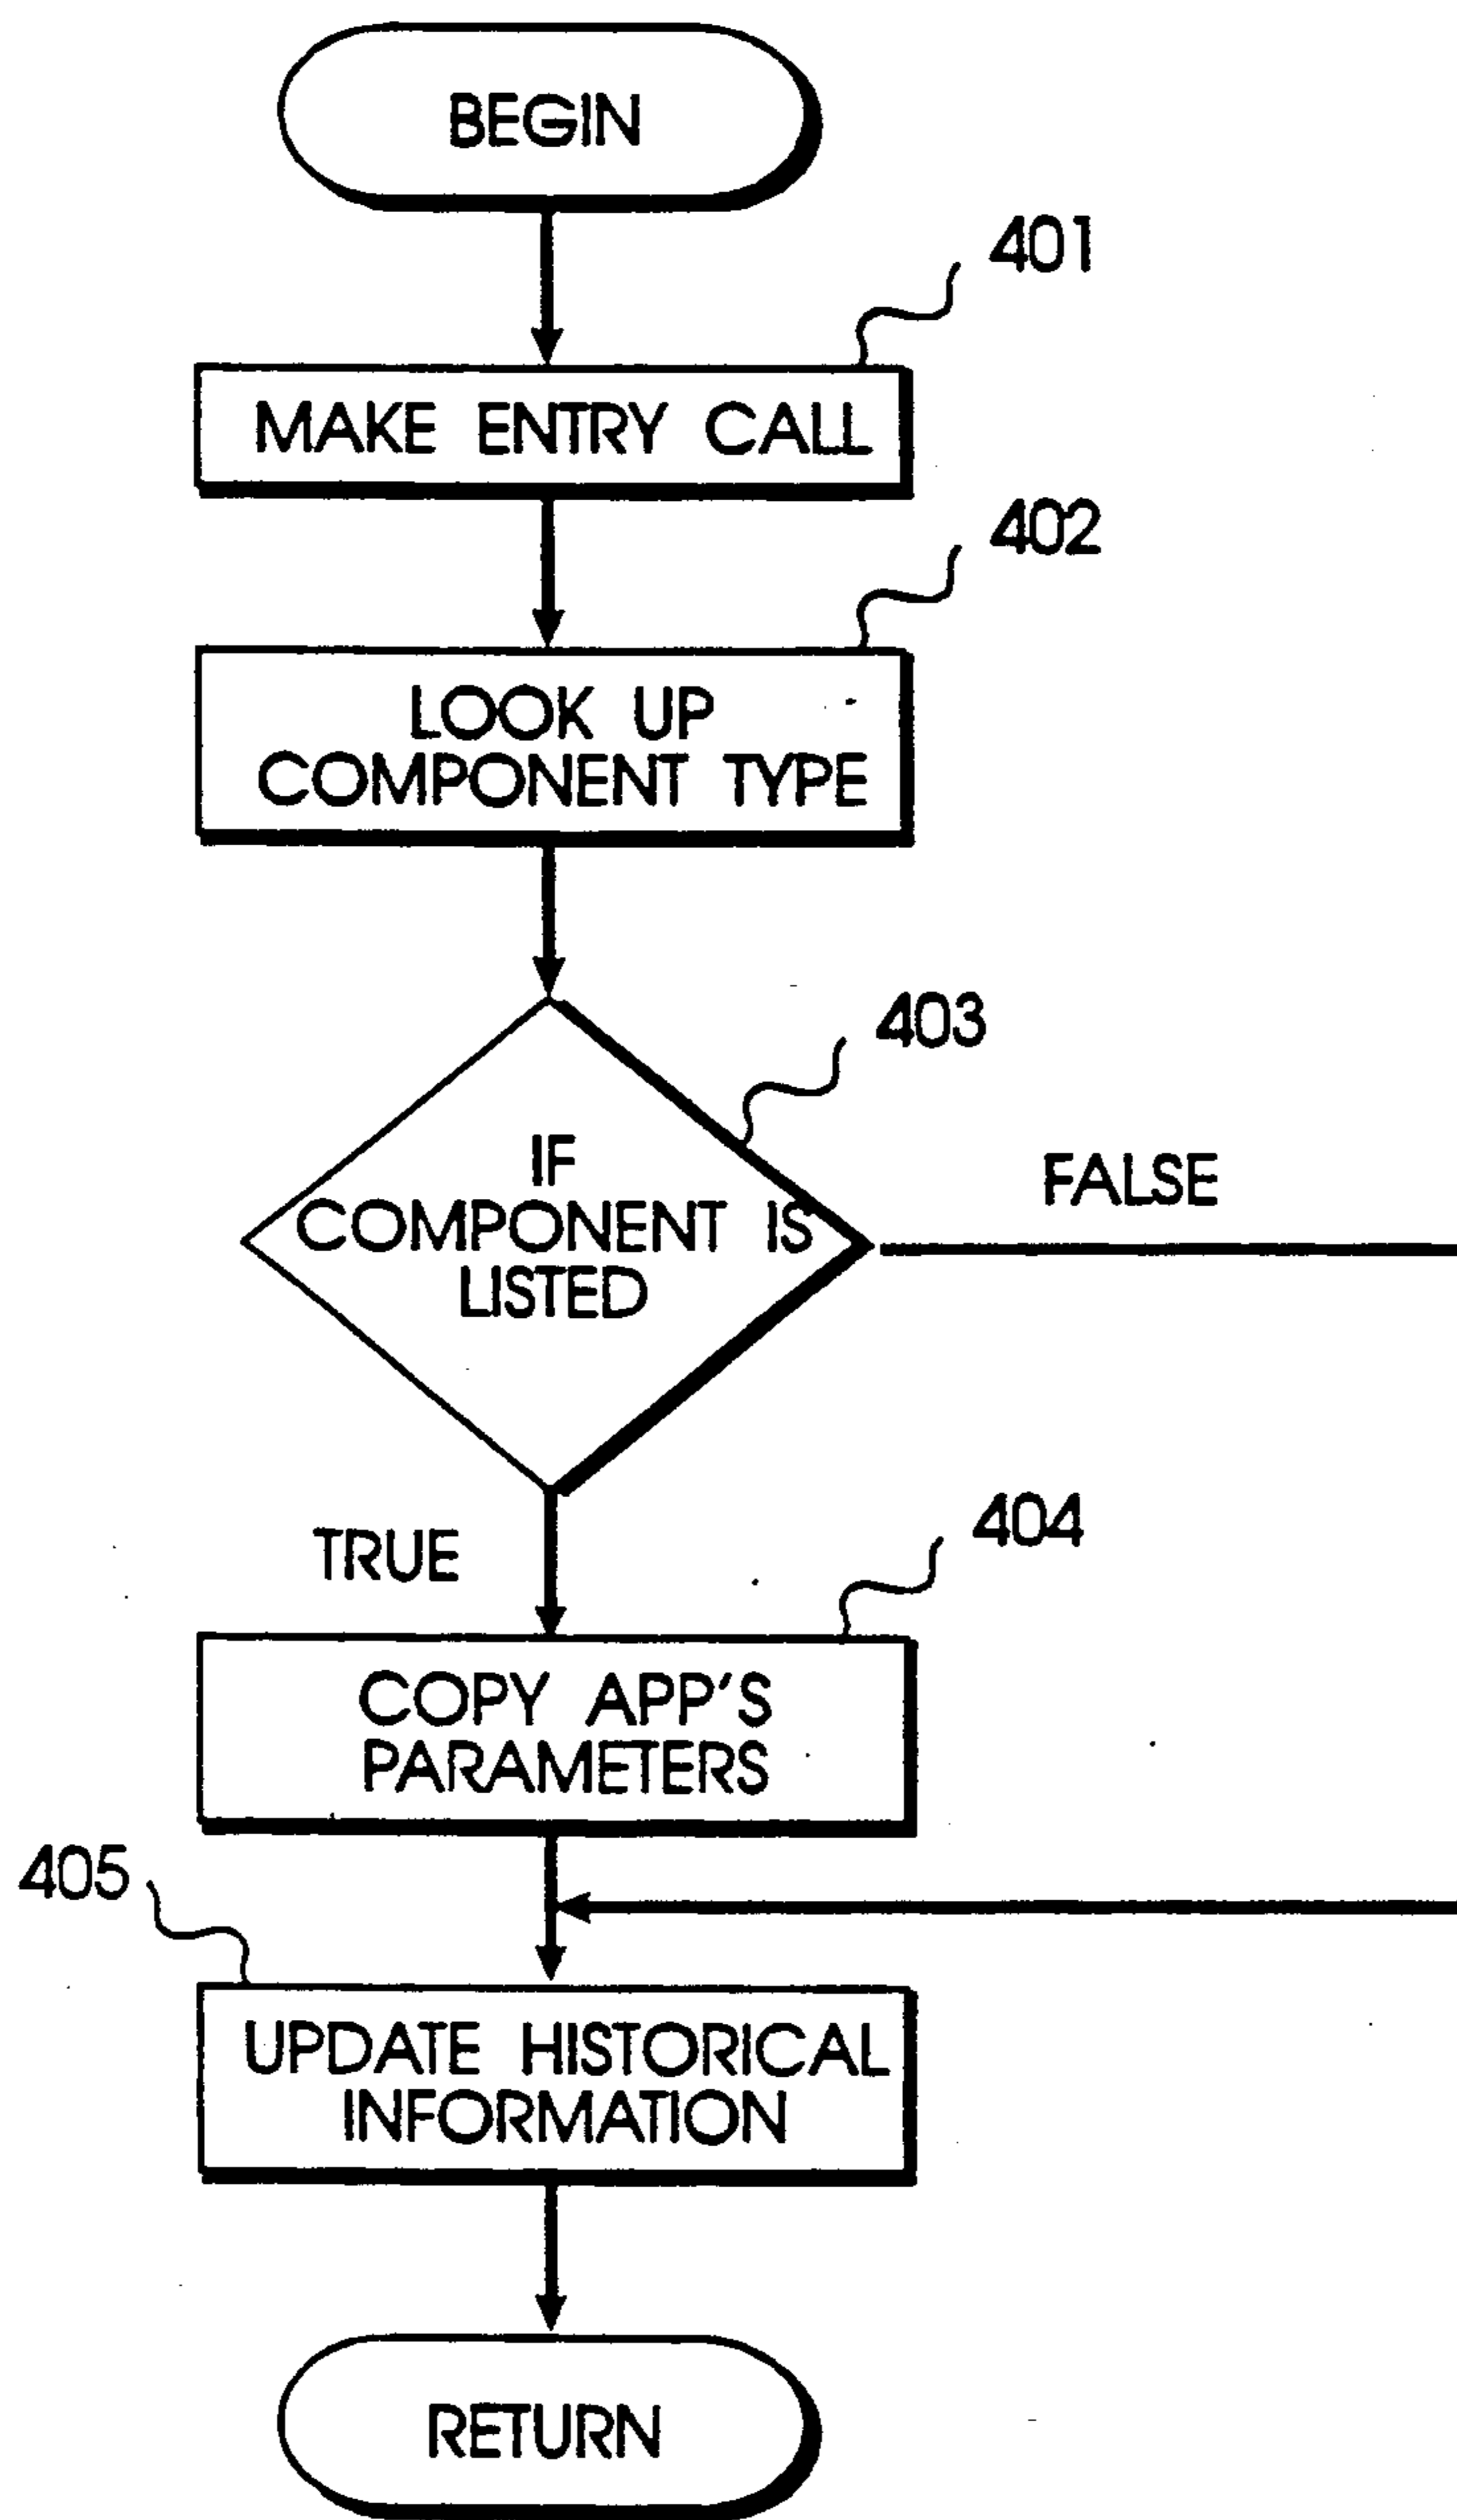 BEGIN
401
MAKE ENTRY CALL
402
LOOK UP
COMPONENT TYPE
403
IF
COMPONENT IS
LISTED
FALSE
TRUE
404
COPY APP'S
PARAMETERS
405
UPDATE HISTORICAL
INFORMATION
RETURN